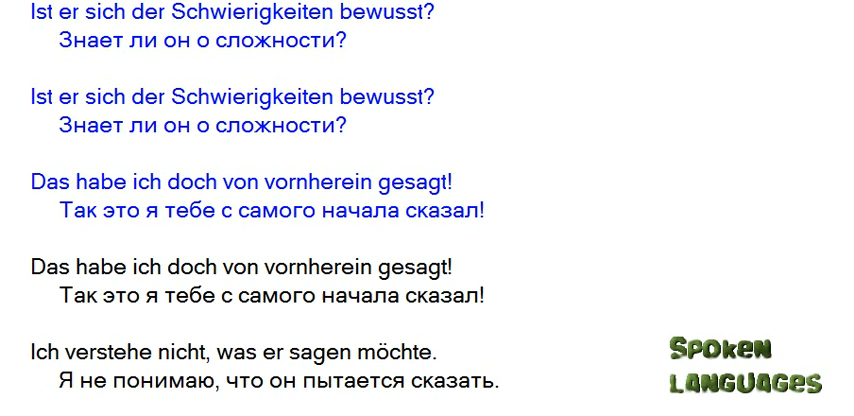 Ist er sich der Schwierigkeiten bewusst?
Знает ли он о сложности?
Ist er sich der Schwierigkeiten bewusst?
Знает ли он о сложности?
Das habe ich doch von vornherein gesagt!
Так это я тебе с самого начала сказал!
Das habe ich doch von vornherein gesagt!
Так это я тебе с самого начала сказал!
Ich verstehe nicht, was er sagen möchte.
Я не понимаю, что он пытается сказать.
SPOKEN
LANGUAGES